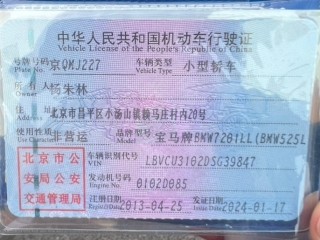 中华人民共和国机动车行驶证
Vehicle License of the People's Republic of China
号牌号码 京QMJ227 车辆类型 小型轿车
Plate No. Vehicle Type
所有人 杨朱林
Owner
住址 北京市昌平区小汤山镇赖马庄村内20号
Address
使用性质 非营运 品牌型号 宝马牌BMW7201LL(BMW525L
Use Character Model
北京市公 车辆识别代号 LBVCU3102DSG39847
VIN
安局公安 发动机号码 0102D085
Engine No.
交通管理局 注册日期 2013-04-25 发证日期 2024-01-17
Register Date Issue Date